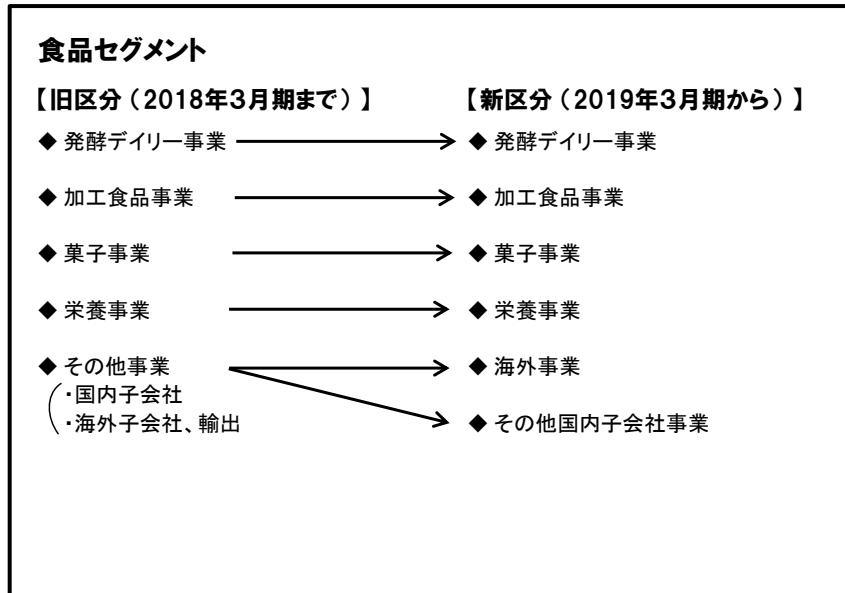 食品セグメント
【旧区分（2018年3月期まで）】 【新区分（2019年3月期から）】
◆ 発酵デイリー事業 ◆ 発酵デイリー事業
◆ 加工食品事業 ◆ 加工食品事業
◆ 菓子事業 ◆ 菓子事業
◆ 栄養事業 ◆ 栄養事業
◆ その他事業 ◆ 海外事業
・国内子会社
・海外子会社、輸出 ◆ その他国内子会社事業